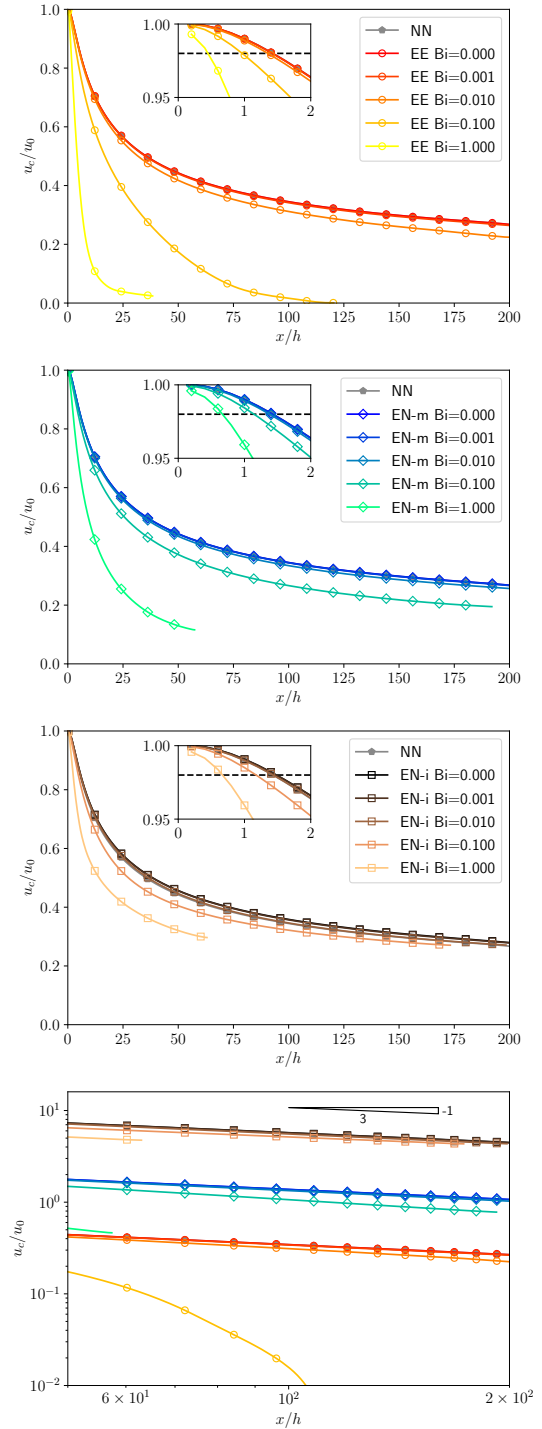 1.00
0.95
0 1 2
NN
EE Bi=0.000
EE Bi=0.001
EE Bi=0.010
EE Bi=0.100
EE Bi=1.000
1.0
0.8
0.6
0.4
0.2
0.0
u_c/u_0
0 25 50 75 100 125 150 175 200
x/h
1.00
0.95
0 1 2
NN
EN-m Bi=0.000
EN-m Bi=0.001
EN-m Bi=0.010
EN-m Bi=0.100
EN-m Bi=1.000
1.0
0.8
0.6
0.4
0.2
0.0
u_c/u_0
0 25 50 75 100 125 150 175 200
x/h
1.00
0.95
0 1 2
NN
EN-i Bi=0.000
EN-i Bi=0.001
EN-i Bi=0.010
EN-i Bi=0.100
EN-i Bi=1.000
1.0
0.8
0.6
0.4
0.2
0.0
u_c/u_0
0 25 50 75 100 125 150 175 200
x/h
-1
3
10^1
10^0
10^-1
10^-2
u_c/u_0
6 × 10^1 10^2 2 × 10^2
x/h